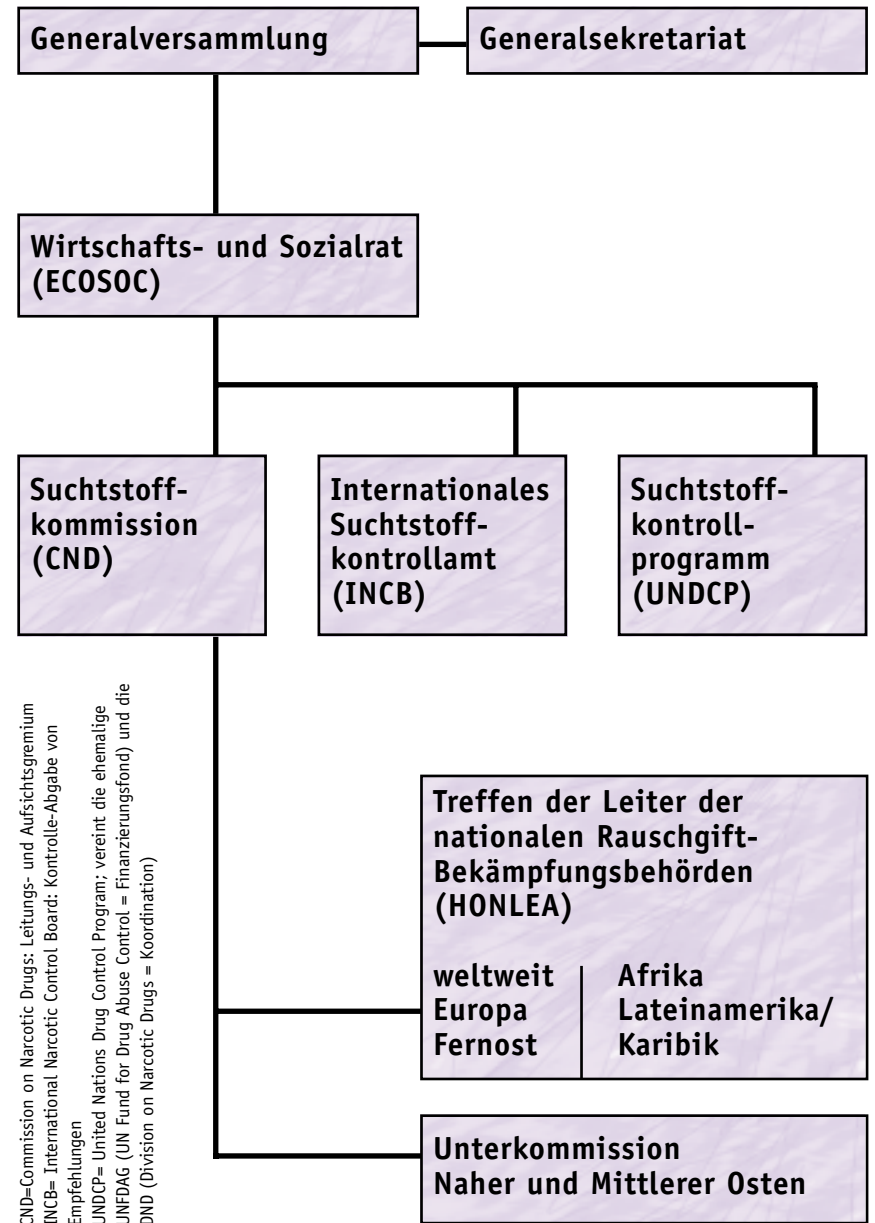 Generalversammlung
Generalsekretariat
Wirtschafts- und Sozialrat
(ECOSOC)
Suchtstoff-
kommission
(CND)
Internationales
Suchtstoff-
kontrollamt
(INCB)
Suchtstoff-
kontroll-
programm
(UNDCP)
Treffen der Leiter der
nationalen Rauschgift-
Bekämpfungsbehörden
(HONLEA)
weltweit
Europa
Fernost
Afrika
Lateinamerika/
Karibik
Unterkommission
Naher und Mittlerer Osten
CND=Commission on Narcotic Drugs: Leitungs- und Aufsichtsgremium
INCB= International Narcotic Control Board: Kontrolle-Abgabe von
Empfehlungen
UNDCP= United Nations Drug Control Program; vereint die ehemalige
UNFDAG (UN Fund for Drug Abuse Control = Finanzierungsfond) und die
DND (Division on Narcotic Drugs = Koordination)